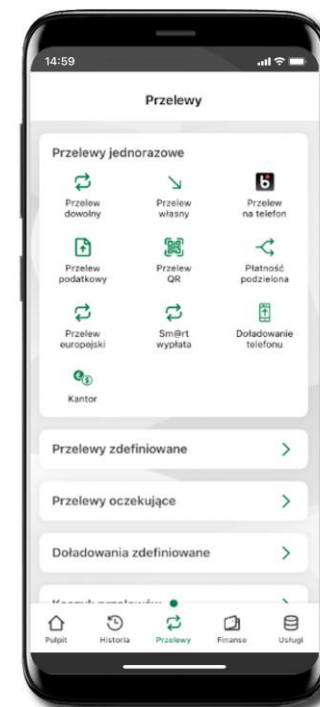 14:59
Przelewy
Przelewy jednorazowe
Przelew
dowolny
Przelew
własny
Przelew
na telefon
Przelew
podatkowy
Przelew
QR
Płatność
podzielona
Przelew
europejski
Sm@rt
wypłata
Doładowanie
telefonu
Kantor
Przelewy zdefiniowane
Przelewy oczekujące
Doładowania zdefiniowane
Pulpit
Historia
Przelewy
Finanse
Usługi